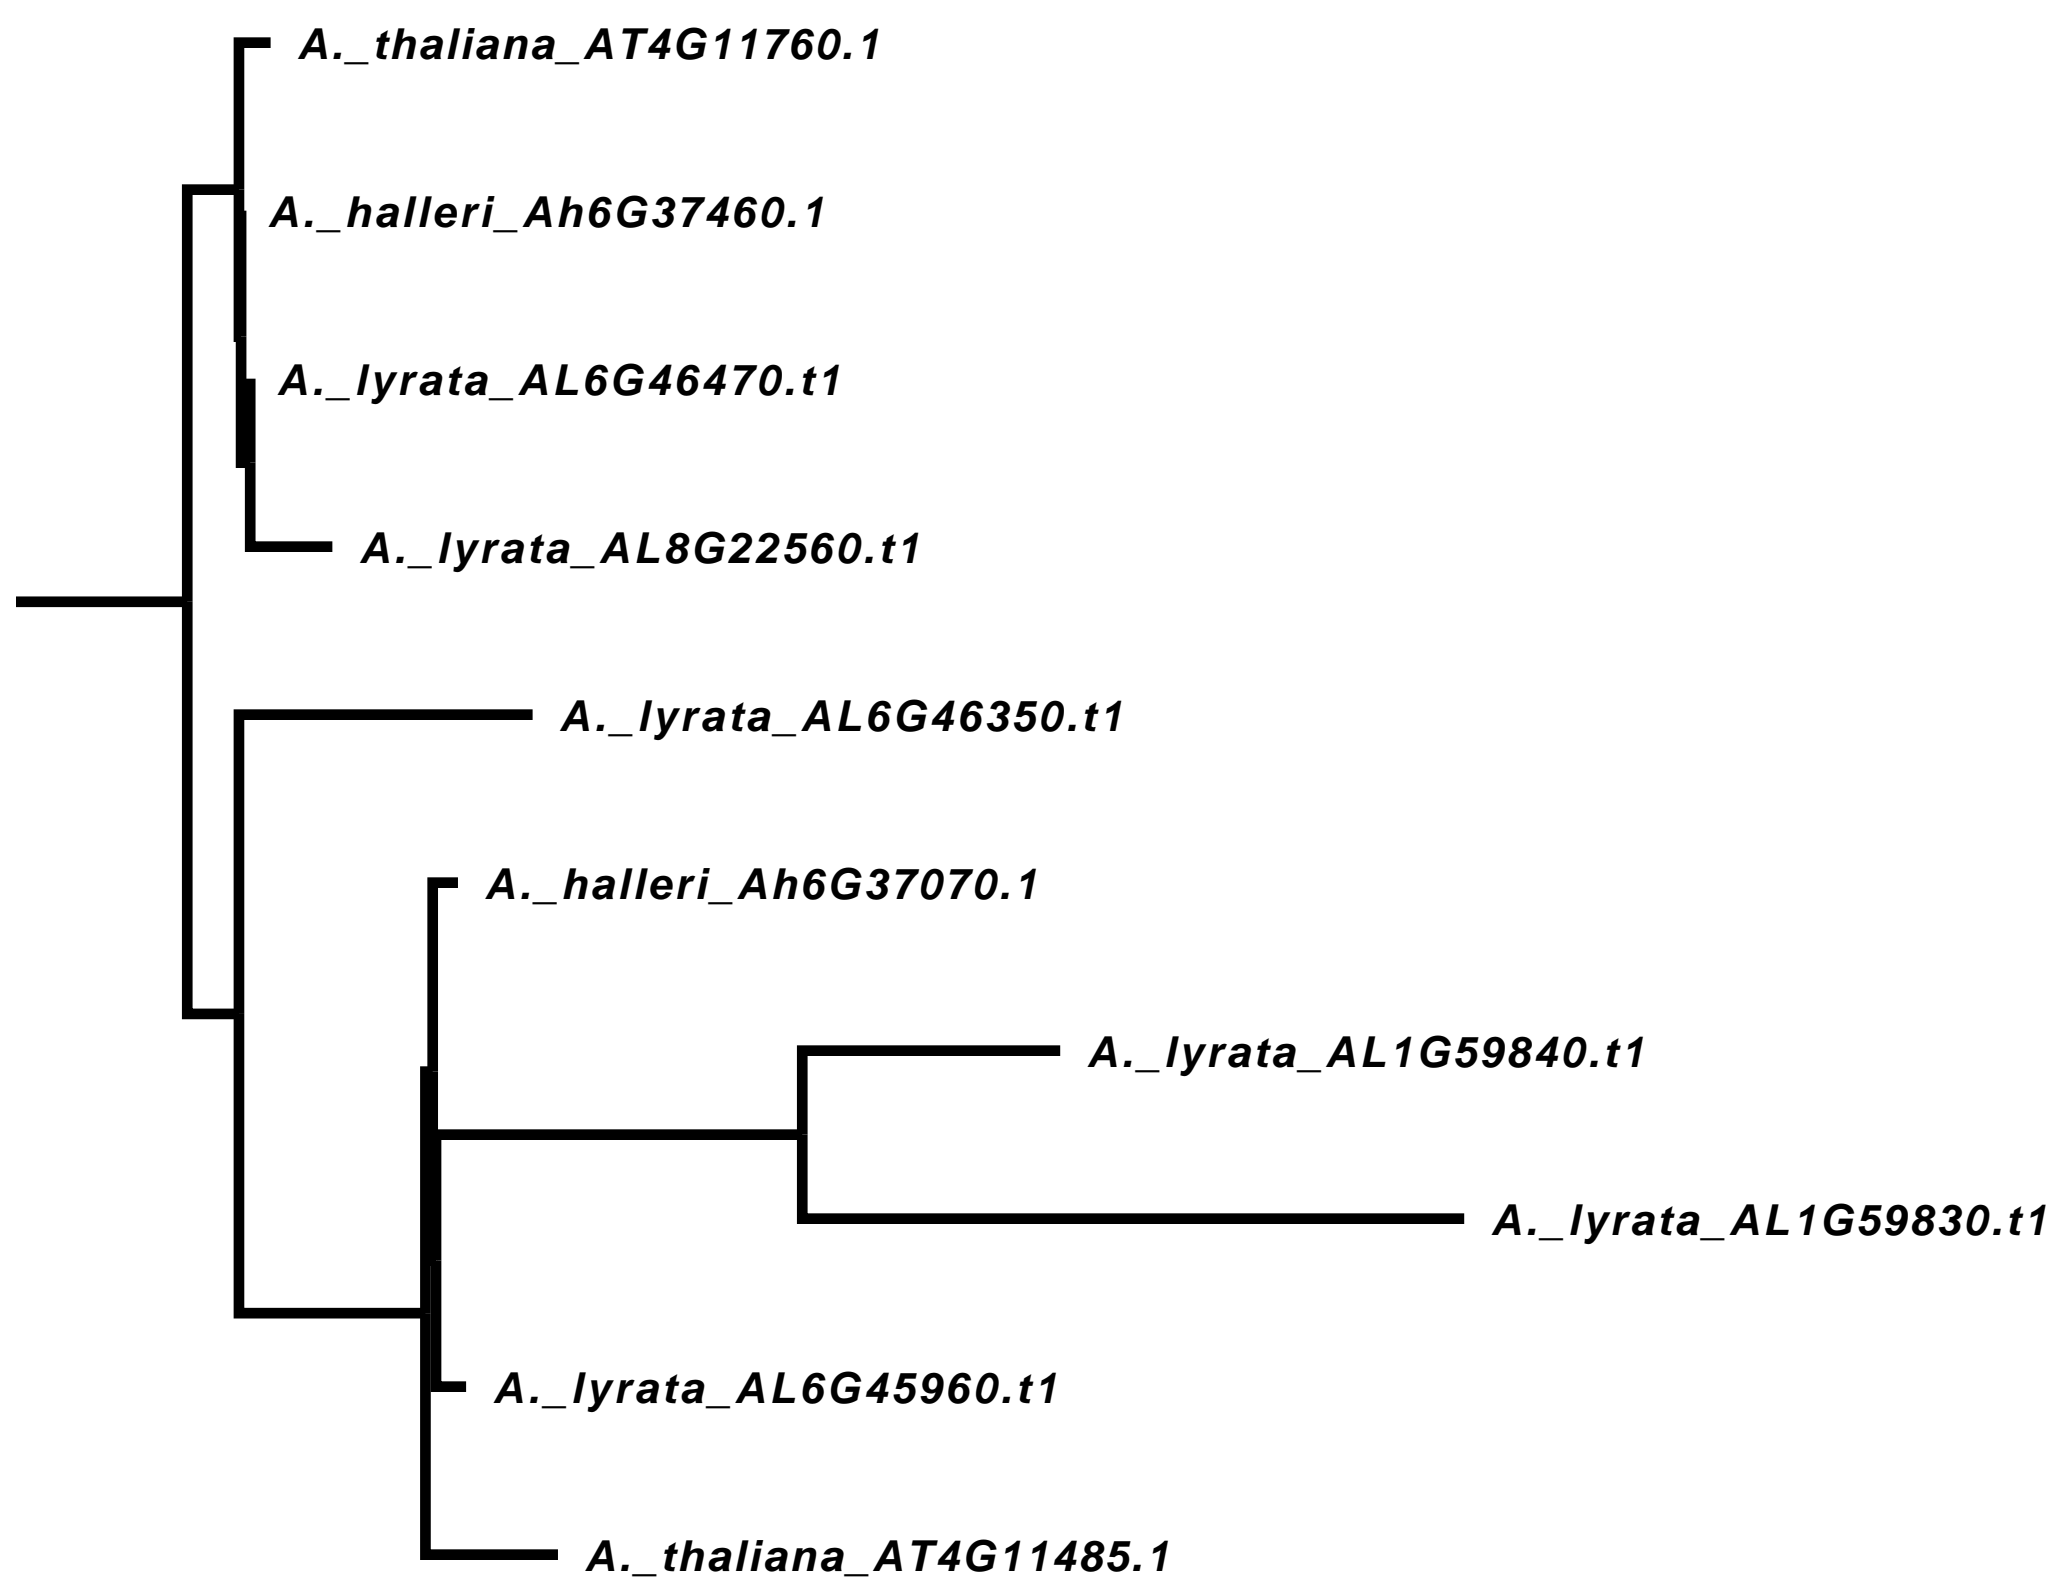 A._thaliana_AT4G11760.1
A._halleri_Ah6G37460.1
A._lyrata_AL6G46470.t1
A._lyrata_AL8G22560.t1
A._lyrata_AL6G46350.t1
A._halleri_Ah6G37070.1
A._lyrata_AL1G59840.t1
A._lyrata_AL1G59830.t1
A._lyrata_AL6G45960.t1
A._thaliana_AT4G11485.1